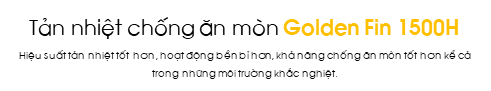 Tản nhiệt chống ăn mòn Golden Fin 1500H
Hiệu suất tản nhiệt tốt hơn, hoạt động bền bỉ hơn, khả năng chống ăn mòn tốt hơn kể cả
trong những môi trường khắc nghiệt.